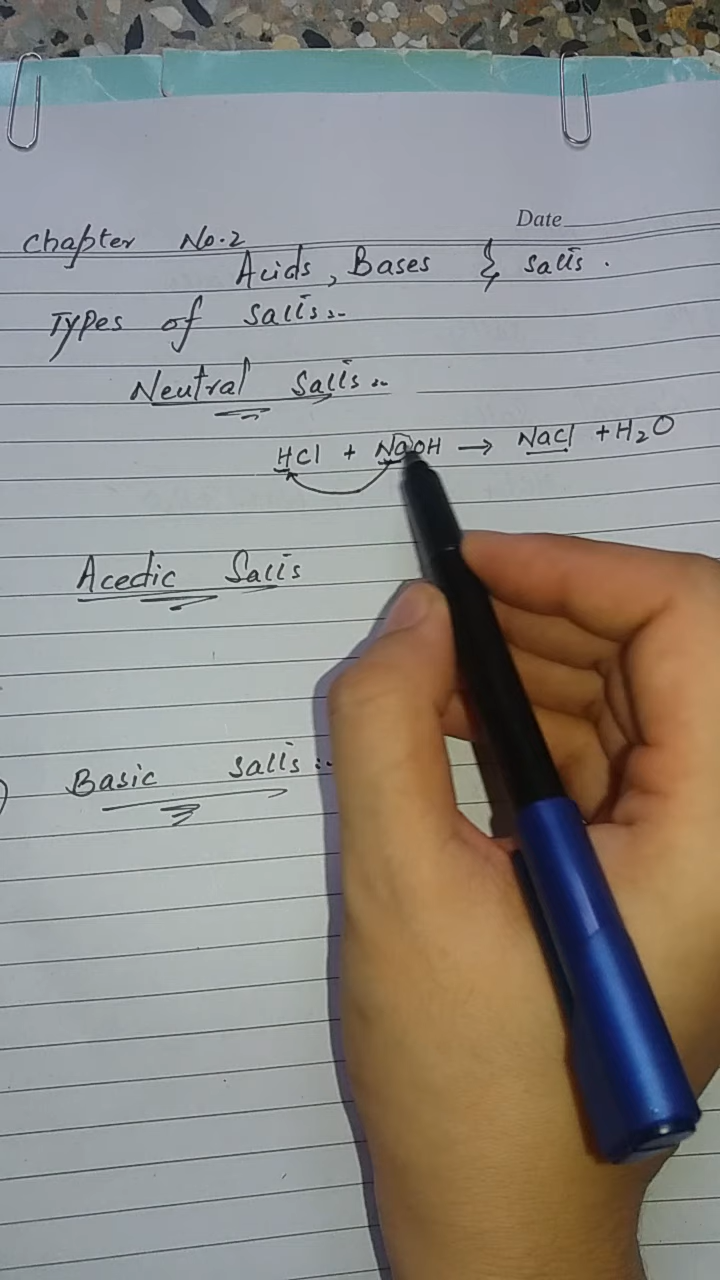 Date
Chapter No.2
Acids, Bases & Salts.
Types of Salts:-
Neutral Salts:-
HCl + NaOH → NaCl + H₂O
Acedic Salts
Basic Salts:-